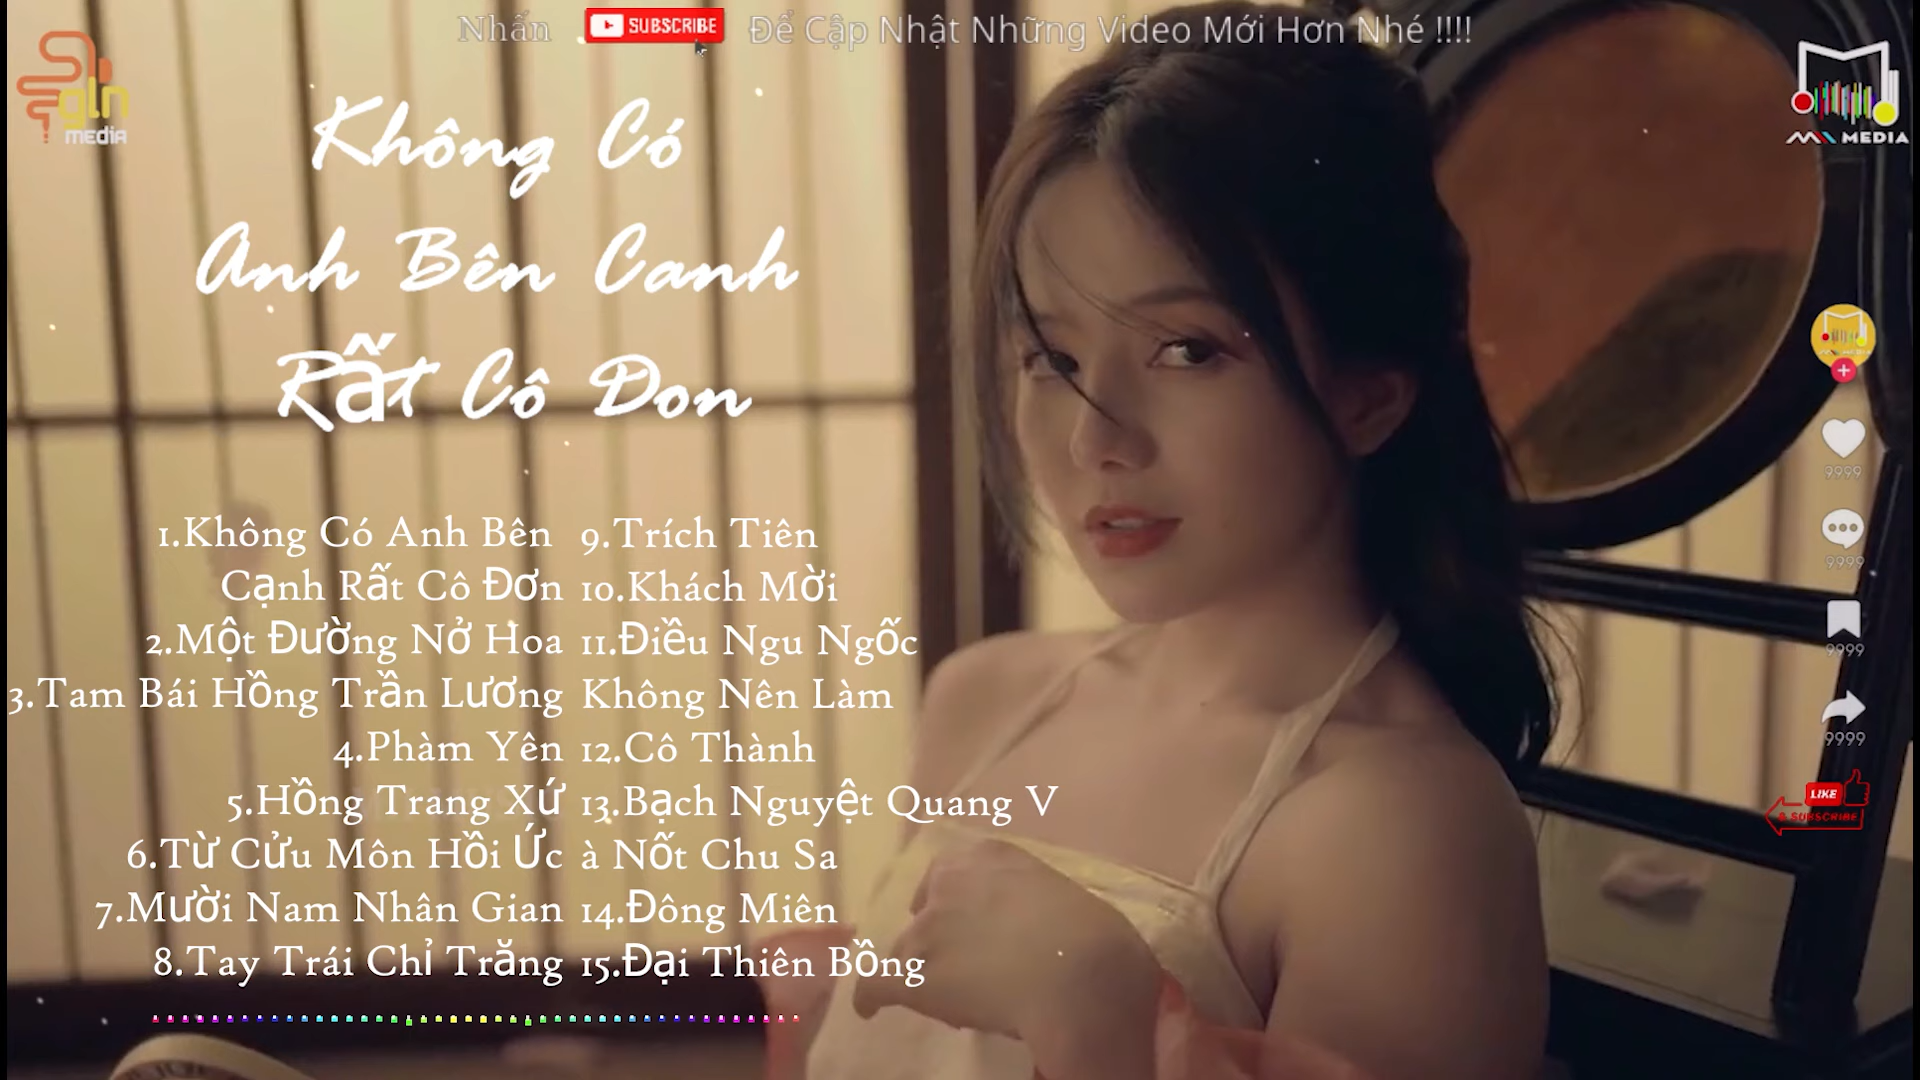 Nhấn SUBSCRIBE Để Cập Nhật Những Video Mới Hơn Nhé !!!!
gln
MEDIA
MEDIA
Không Có
Anh Bên Canh
Rất Cô Đon
1.Không Có Anh Bên
Cạnh Rất Cô Đơn
2.Một Đường Nở Hoa
3.Tam Bái Hồng Trần Lương
4.Phàm Yên
5.Hồng Trang Xứ
6.Từ Cửu Môn Hồi Ức
7.Mười Nam Nhân Gian
8.Tay Trái Chỉ Trăng
9.Trích Tiên
10.Khách Mời
11.Điều Ngu Ngốc
Không Nên Làm
12.Cô Thành
13.Bạch Nguyệt Quang V
à Nốt Chu Sa
14.Đông Miên
15.Đại Thiên Bồng
9999
9999
9999
9999
LIKE
& SUBSCRIBE